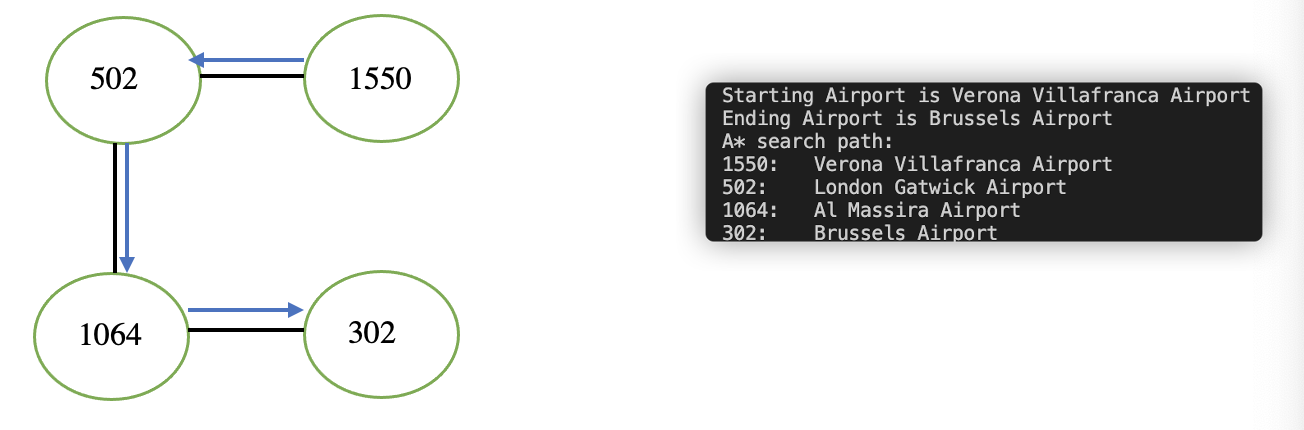 502
1550
1064
302
Starting Airport is Verona Villafranca Airport
Ending Airport is Brussels Airport
A* search path:
1550: Verona Villafranca Airport
502: London Gatwick Airport
1064: Al Massira Airport
302: Brussels Airport